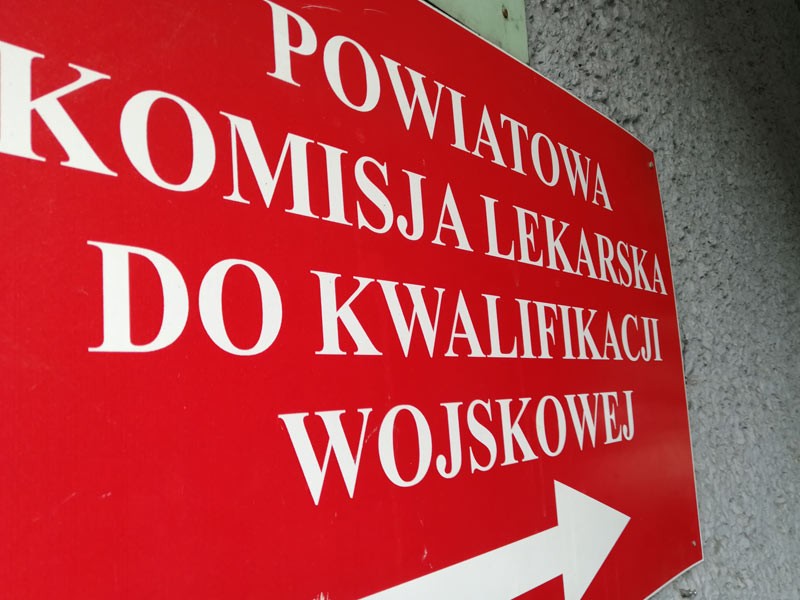 POWIATOWA
KOMISJA LEKARSKA
DO KWALIFIKACJI
WOJSKOWEJ